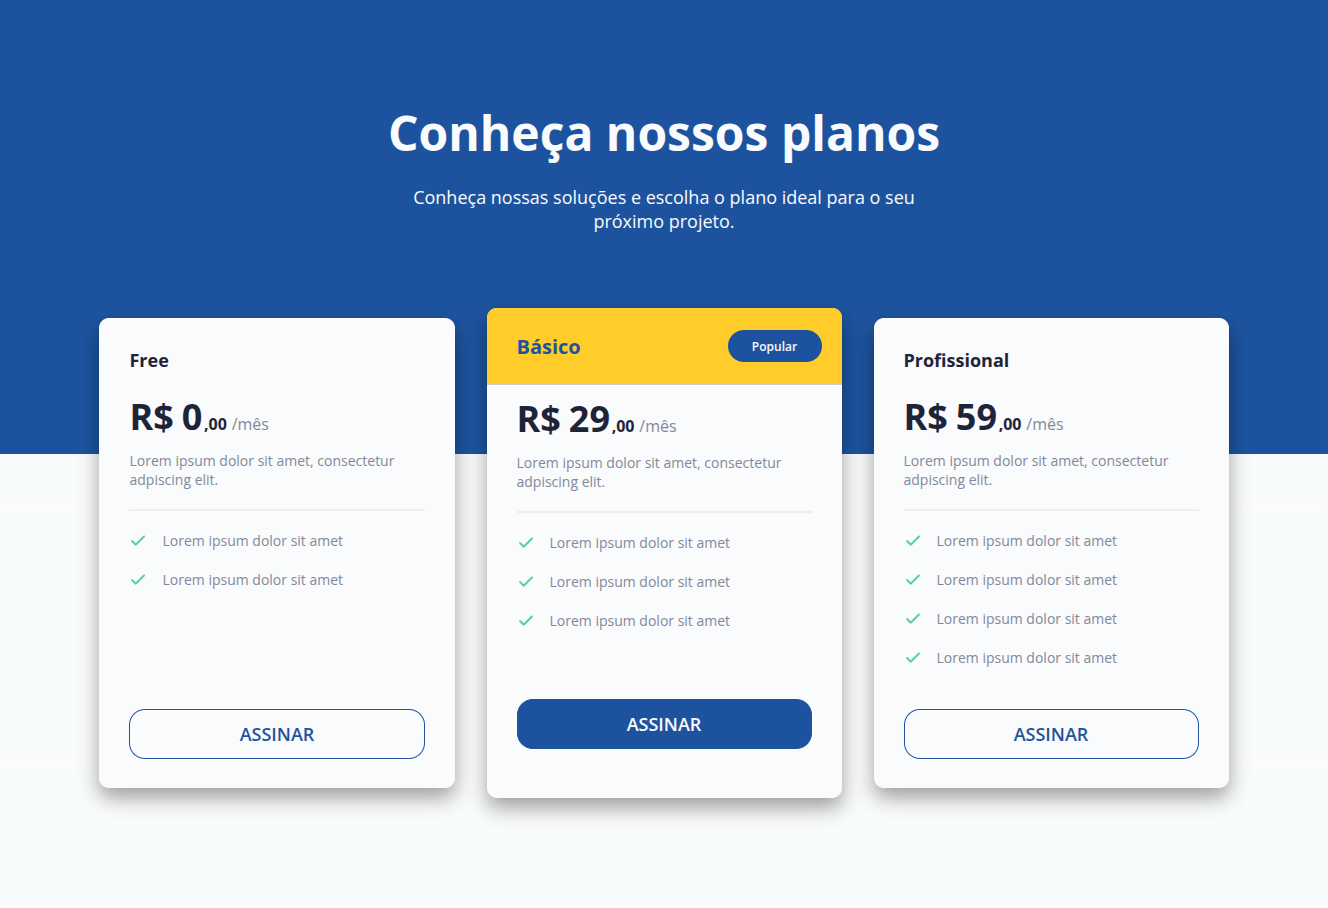 Conheça nossos planos
Conheça nossas soluções e escolha o plano ideal para o seu
próximo projeto.
Free
R$ 0,00 /mês
Lorem ipsum dolor sit amet, consectetur
adpiscing elit.
Lorem ipsum dolor sit amet
Lorem ipsum dolor sit amet
ASSINAR
Básico
Popular
R$ 29,00 /mês
Lorem ipsum dolor sit amet, consectetur
adpiscing elit.
Lorem ipsum dolor sit amet
Lorem ipsum dolor sit amet
Lorem ipsum dolor sit amet
ASSINAR
Profissional
R$ 59,00 /mês
Lorem ipsum dolor sit amet, consectetur
adpiscing elit.
Lorem ipsum dolor sit amet
Lorem ipsum dolor sit amet
Lorem ipsum dolor sit amet
Lorem ipsum dolor sit amet
ASSINAR